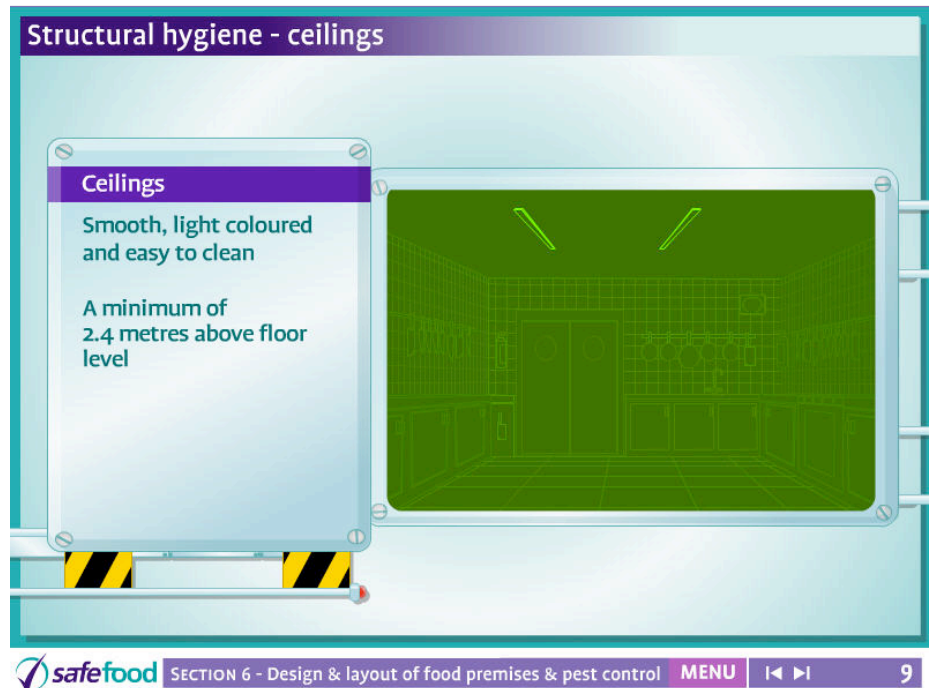 Structural hygiene - ceilings
Ceilings
Smooth, light coloured
and easy to clean
A minimum of
2.4 metres above floor
level
safefood SECTION 6 - Design & layout of food premises & pest control MENU 9